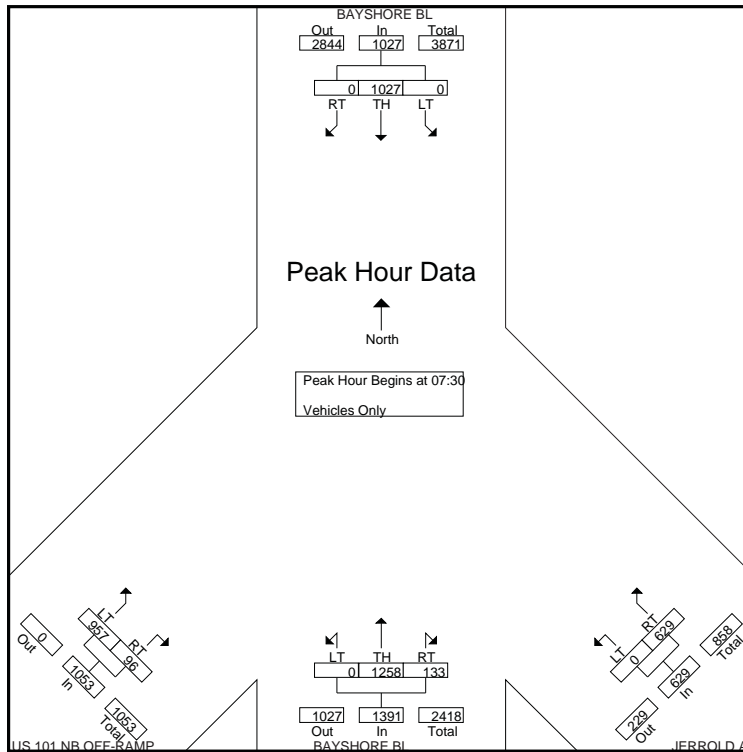 BAYSHORE BL
Out In Total
2844 1027 3871
0 1027 0
RT TH LT
Peak Hour Data
North
Peak Hour Begins at 07:30
Vehicles Only
LT RT
957 96
Out In Total
0 1053 1053
US 101 NB OFF-RAMP
LT TH RT
0 1258 133
1027 1391 2418
Out In Total
BAYSHORE BL
LT RT
0 629
229 629 858
Out In Total
JERROLD A